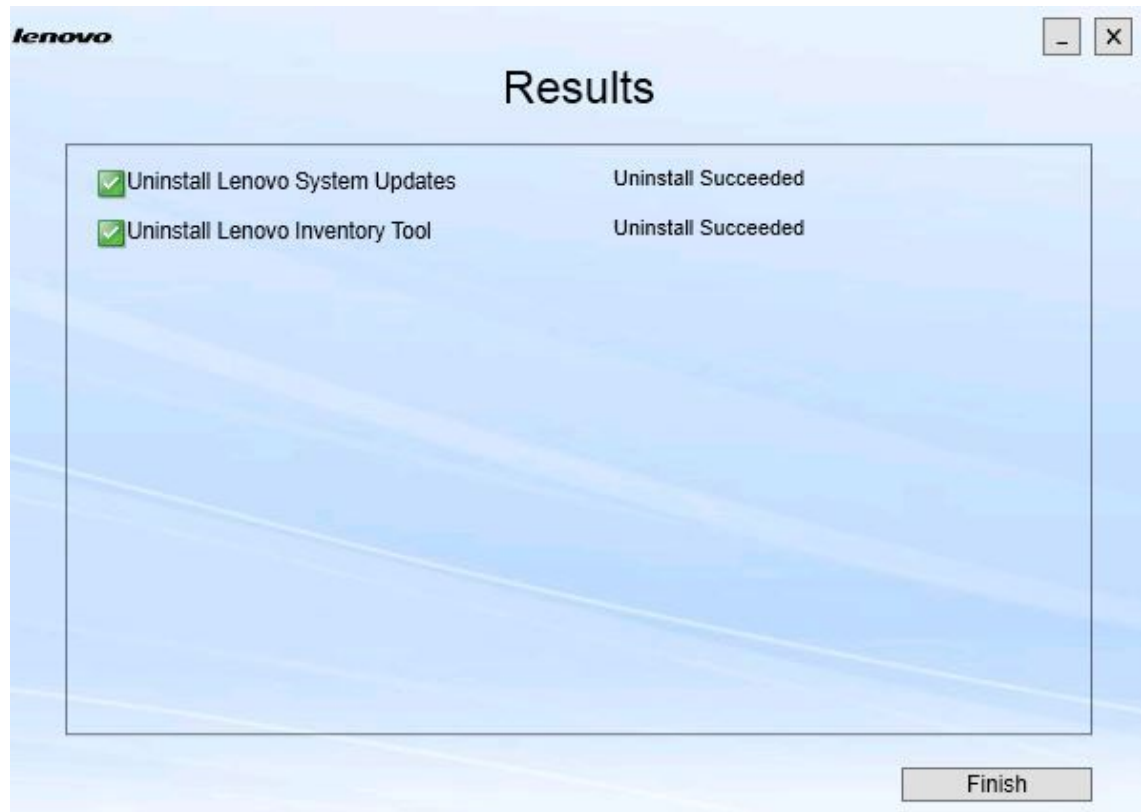 lenovo
Results
Uninstall Lenovo System Updates Uninstall Succeeded
Uninstall Lenovo Inventory Tool Uninstall Succeeded
Finish